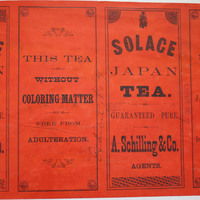 THIS TEA
WITHOUT
COLORING MATTER
FREE FROM
ADULTERATION.
SOLACE
JAPAN
TEA.
GUARANTEED PURE.
A. Schilling & Co.
AGENTS.